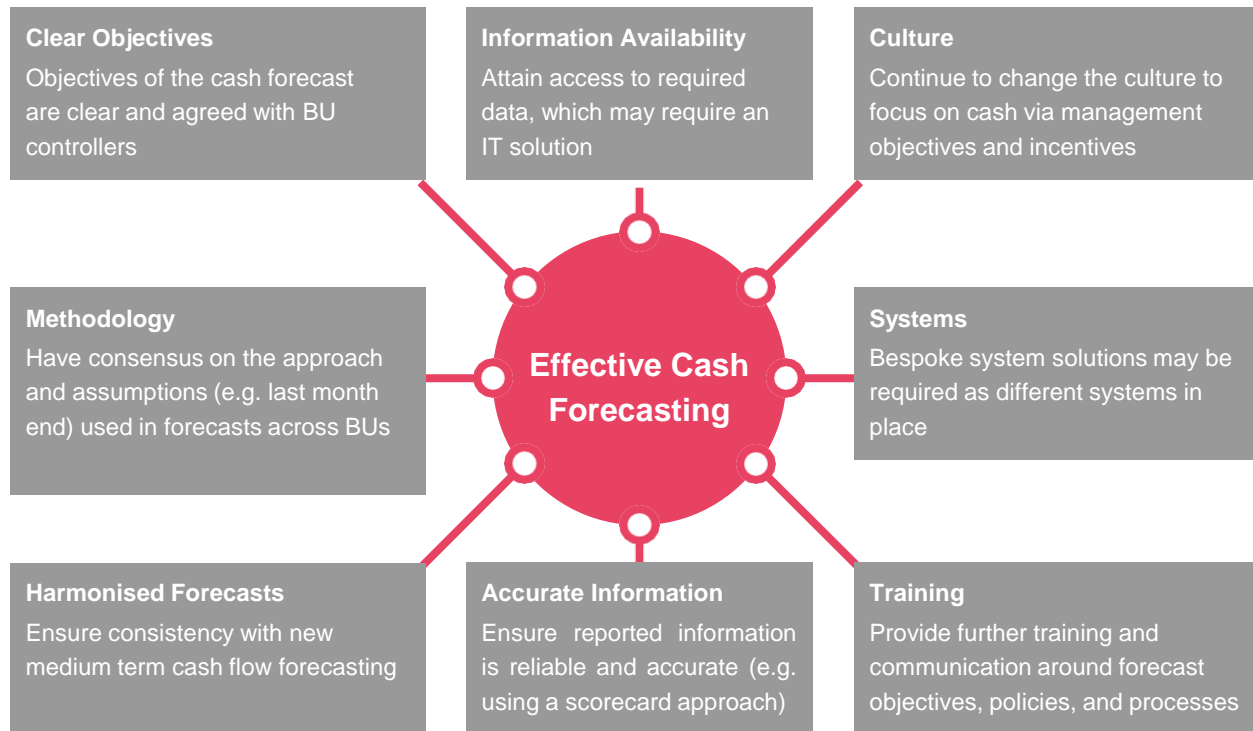 Clear Objectives
Objectives of the cash forecast
are clear and agreed with BU
controllers
Information Availability
Attain access to required
data, which may require an
IT solution
Culture
Continue to change the culture to
focus on cash via management
objectives and incentives
Methodology
Have consensus on the approach
and assumptions (e.g. last month
end) used in forecasts across BUs
Effective Cash
Forecasting
Systems
Bespoke system solutions may be
required as different systems in
place
Harmonised Forecasts
Ensure consistency with new
medium term cash flow forecasting
Accurate Information
Ensure reported information
is reliable and accurate (e.g.
using a scorecard approach)
Training
Provide further training and
communication around forecast
objectives, policies, and processes